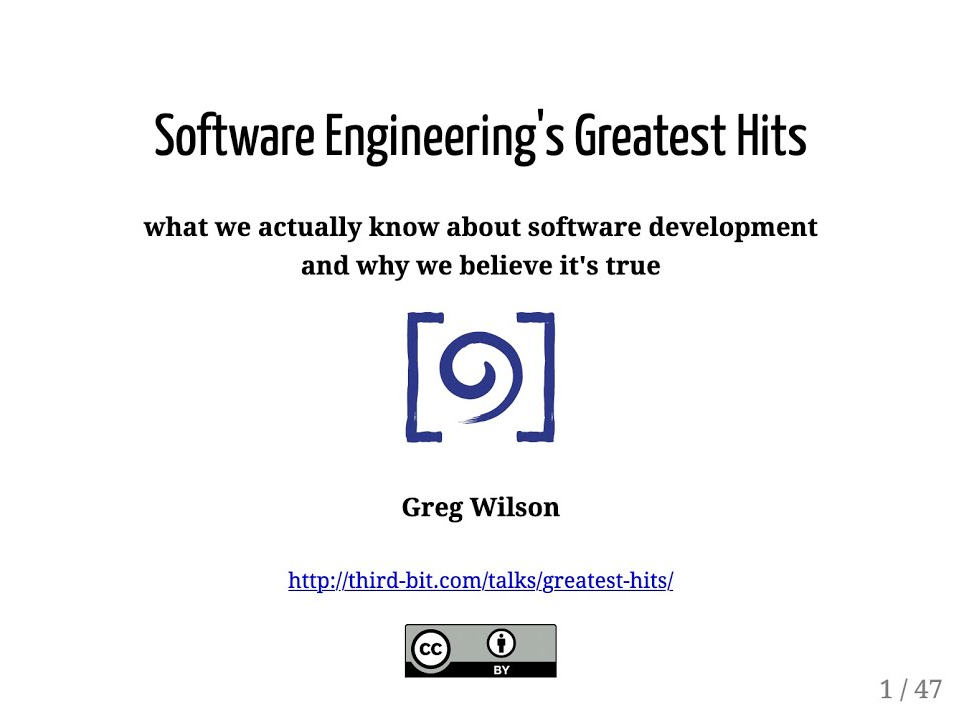 Software Engineering's Greatest Hits
what we actually know about software development
and why we believe it's true
Greg Wilson
http://third-bit.com/talks/greatest-hits/
cc
BY
1 / 47